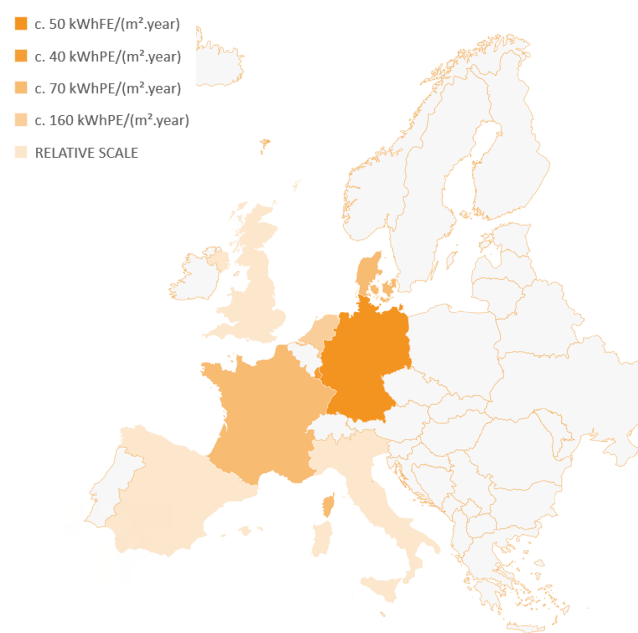 c. 50 kWhFE/(m².year)
c. 40 kWhPE/(m².year)
c. 70 kWhPE/(m².year)
c. 160 kWhPE/(m².year)
RELATIVE SCALE